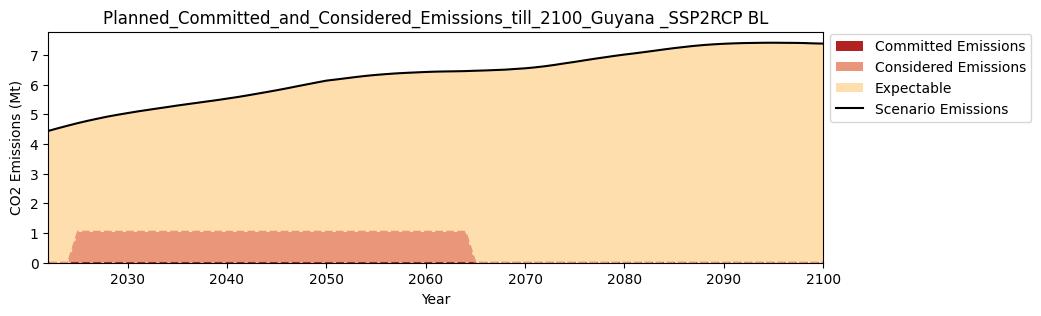 Planned_Committed_and_Considered_Emissions_till_2100_Guyana _SSP2RCP BL
Committed Emissions
Considered Emissions
Expectable
Scenario Emissions
CO2 Emissions (Mt)
7
6
5
4
3
2
1
0
2030 2040 2050 2060 2070 2080 2090 2100
Year